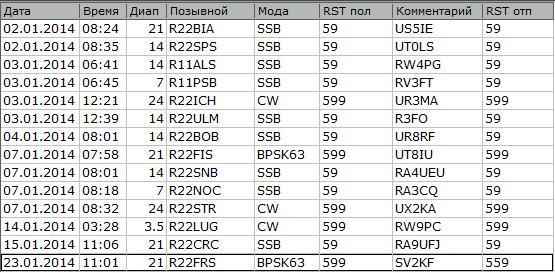 Дата Время Диап Позывной Мода RST пол Комментарий RST отп
02.01.2014 08:24 21 R22BIA SSB 59 US5IE 59
02.01.2014 08:35 14 R22SPS SSB 59 UT0LS 59
03.01.2014 06:41 14 R11ALS SSB 59 RW4PG 59
03.01.2014 06:45 7 R11PSB SSB 59 RV3FT 59
03.01.2014 12:21 24 R22ICH CW 599 UR3MA 599
03.01.2014 12:39 14 R22ULM SSB 59 R3FO 59
04.01.2014 08:01 14 R22BOB SSB 59 UR8RF 59
07.01.2014 07:58 21 R22FIS BPSK63 599 UT8IU 599
07.01.2014 08:01 14 R22SNB SSB 59 RA4UEU 59
07.01.2014 08:18 7 R22NOC SSB 59 RA3CQ 59
07.01.2014 08:32 24 R22STR CW 599 UX2KA 599
14.01.2014 03:28 3.5 R22LUG CW 599 RW9PC 599
15.01.2014 11:06 21 R22CRC SSB 59 RA9UFJ 59
23.01.2014 11:01 21 R22FRS BPSK63 599 SV2KF 559